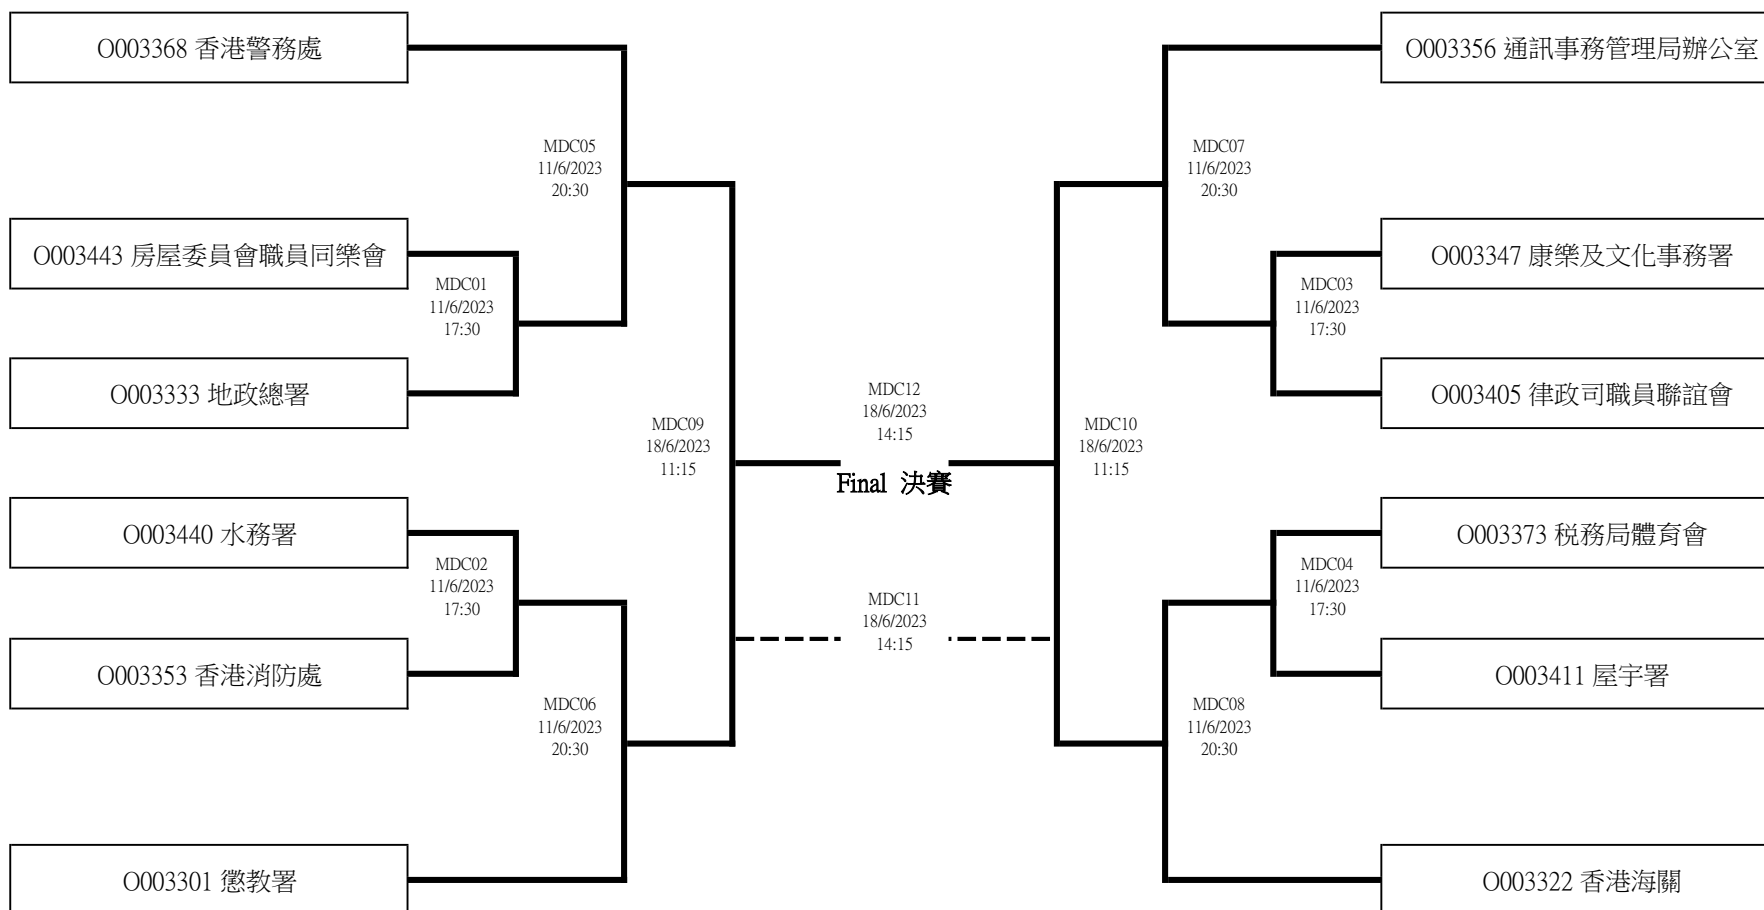 O003368 香港警務處
O003356 通訊事務管理局辦公室
MDC05
11/6/2023
20:30
MDC07
11/6/2023
20:30
O003443 房屋委員會職員同樂會
O003347 康樂及文化事務署
MDC01
11/6/2023
17:30
MDC03
11/6/2023
17:30
O003333 地政總署
O003405 律政司職員聯誼會
MDC09
18/6/2023
11:15
MDC12
18/6/2023
14:15
Final 決賽
MDC10
18/6/2023
11:15
O003440 水務署
O003373 税務局體育會
MDC02
11/6/2023
17:30
MDC11
18/6/2023
14:15
MDC04
11/6/2023
17:30
O003353 香港消防處
O003411 屋宇署
MDC06
11/6/2023
20:30
MDC08
11/6/2023
20:30
O003301 懲教署
O003322 香港海關